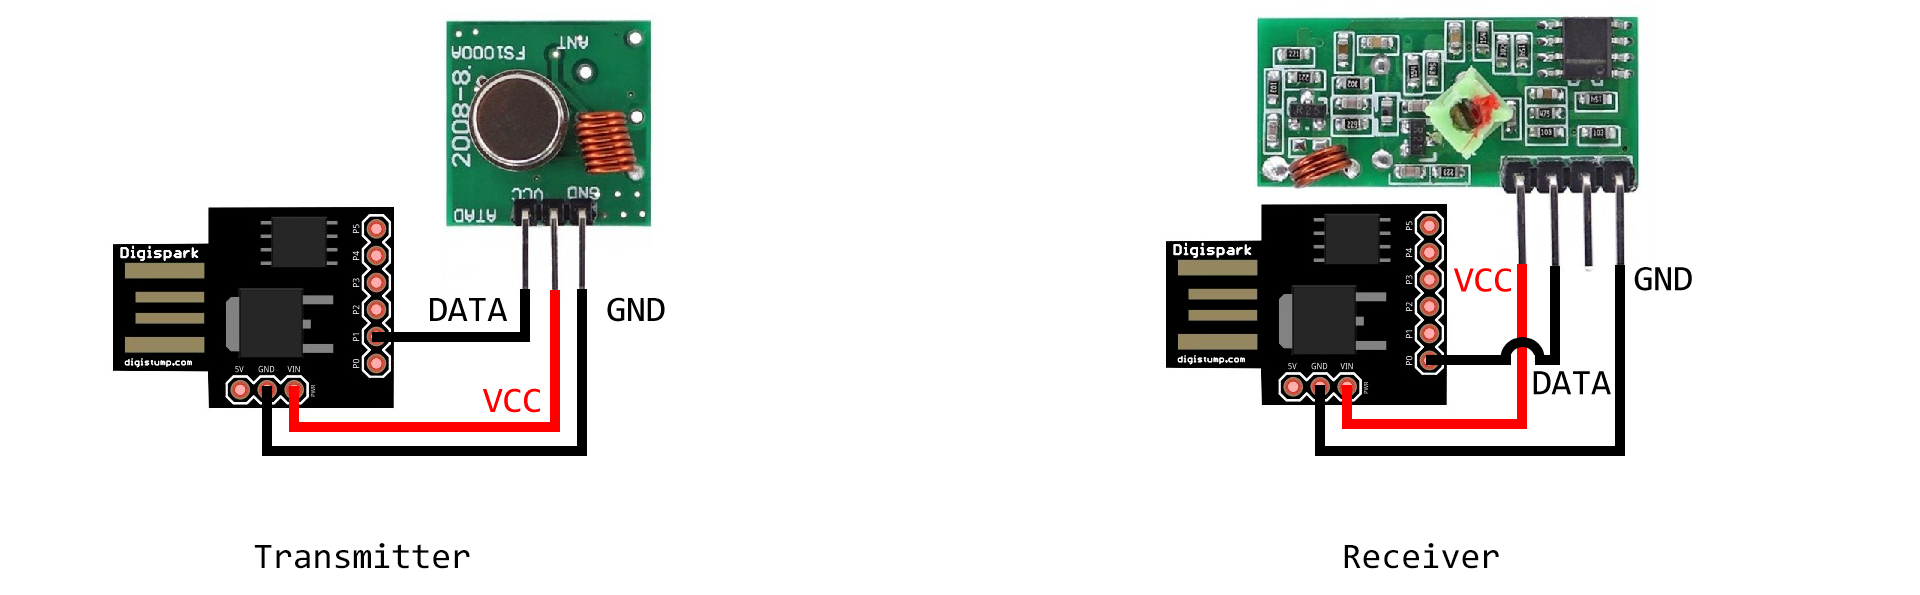 FS1000A
ANT
2008-8.
VCC
GND
ATAD
Digispark
digistump.com
P5
P4
P3
P2
P1
P0
5V
GND
VIN
PWR
DATA
GND
VCC
Transmitter
Digispark
digistump.com
P5
P4
P3
P2
P1
P0
5V
GND
VIN
PWR
VCC
GND
DATA
Receiver